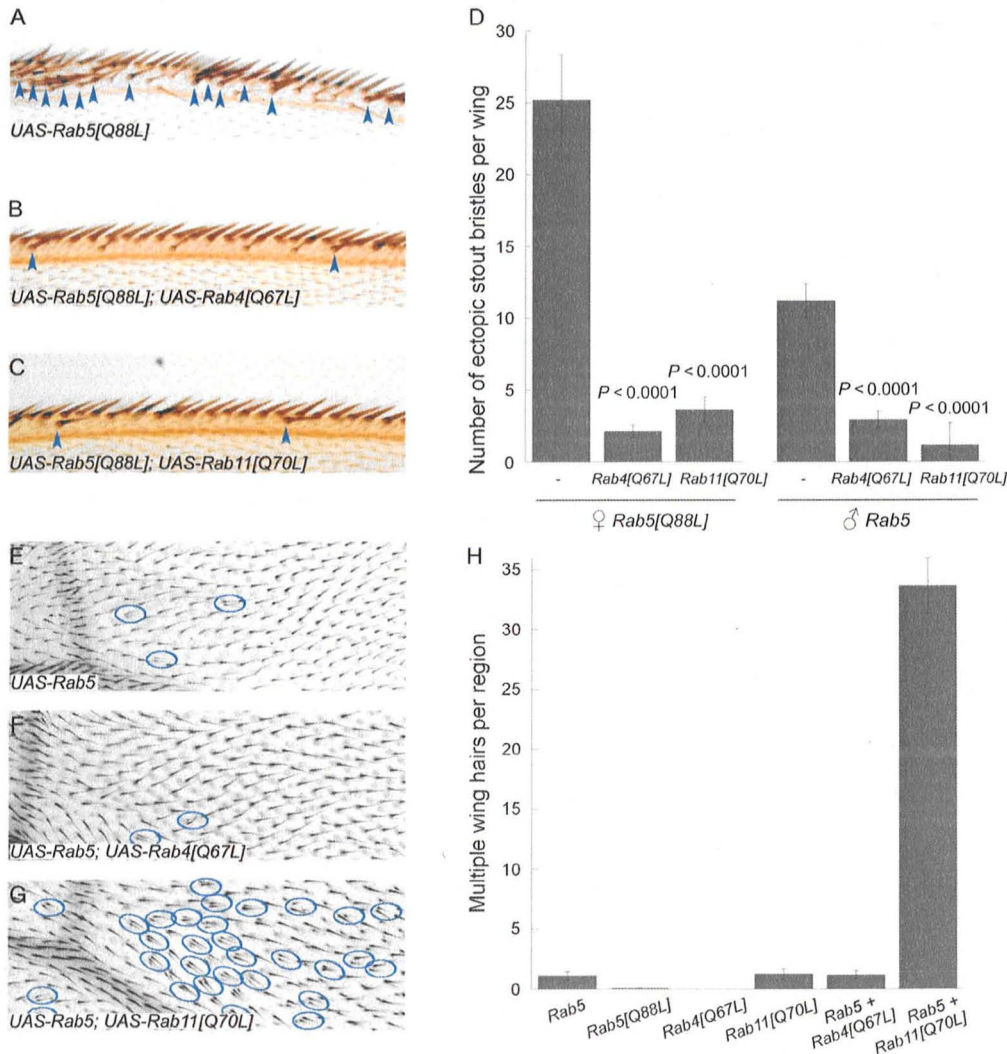 A
UAS-Rab5[Q88L]
B
UAS-Rab5[Q88L]; UAS-Rab4[Q67L]
C
UAS-Rab5[Q88L]; UAS-Rab11[Q70L]
D
Number of ectopic stout bristles per wing
30
25
20
15
10
5
0
P < 0.0001
P < 0.0001
P < 0.0001
P < 0.0001
- Rab4[Q67L] Rab11[Q70L] - Rab4[Q67L] Rab11[Q70L]
♀ Rab5[Q88L] ♂ Rab5
E
UAS-Rab5
F
UAS-Rab5; UAS-Rab4[Q67L]
G
UAS-Rab5; UAS-Rab11[Q70L]
H
Multiple wing hairs per region
35
30
25
20
15
10
5
0
Rab5
Rab5[Q88L]
Rab4[Q67L]
Rab11[Q70L]
Rab5 +
Rab4[Q67L]
Rab5 +
Rab11[Q70L]